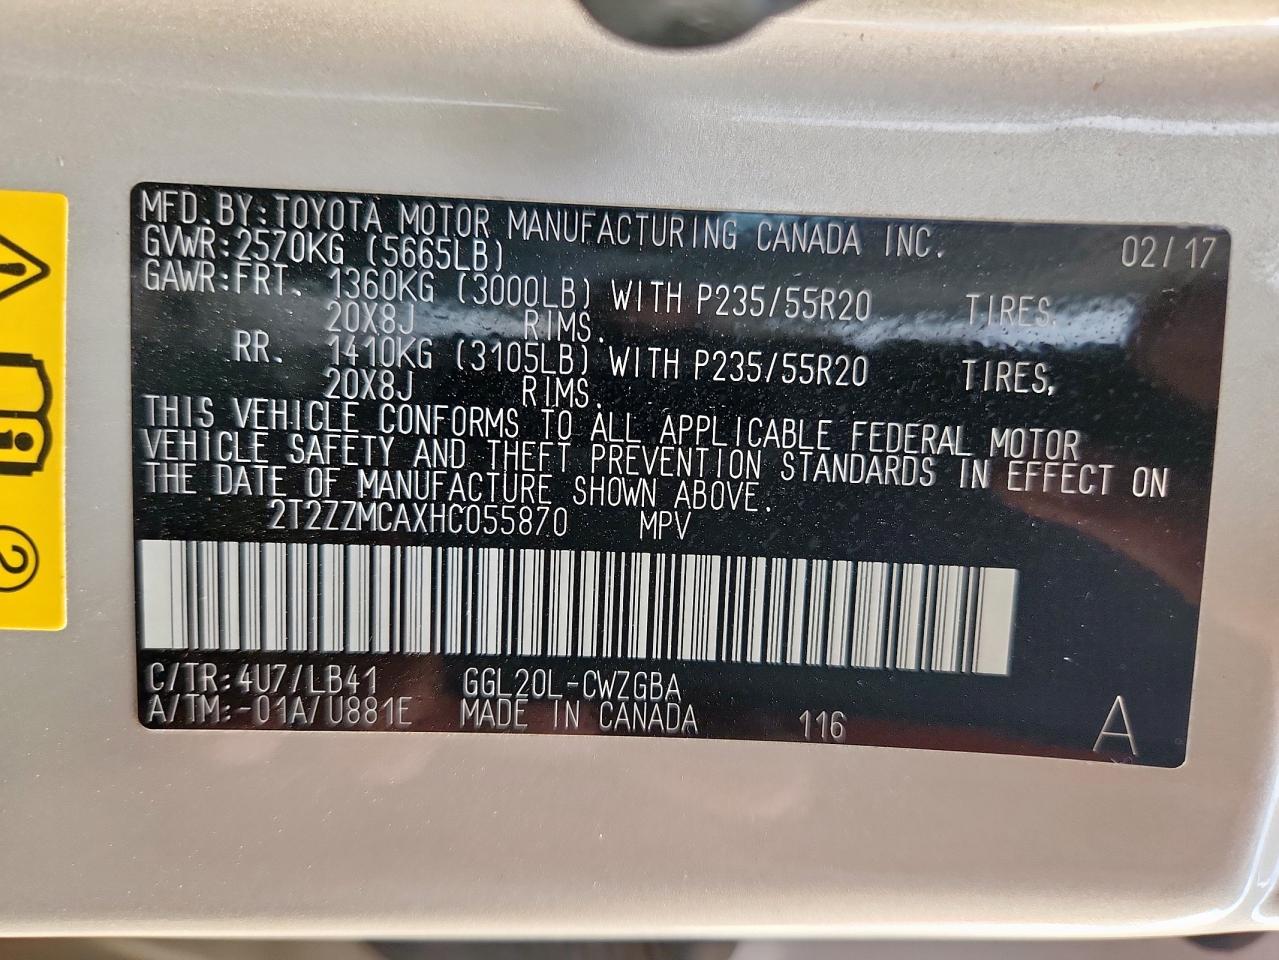 MFD. BY: TOYOTA MOTOR MANUFACTURING CANADA INC. 02/17
GVWR: 2570KG (5665LB)
GAWR: FRT. 1360KG (3000LB) WITH P235/55R20 TIRES,
20X8J RIMS.
RR. 1410KG (3105LB) WITH P235/55R20 TIRES,
20X8J RIMS.
THIS VEHICLE CONFORMS TO ALL APPLICABLE FEDERAL MOTOR
VEHICLE SAFETY AND THEFT PREVENTION STANDARDS IN EFFECT ON
THE DATE OF MANUFACTURE SHOWN ABOVE.
2T2ZZMCAXHC055870 MPV
C/TR: 4U7/LB41 GGL20L-CWZGBA
A/TM: -01A/U881E MADE IN CANADA 116 A
2